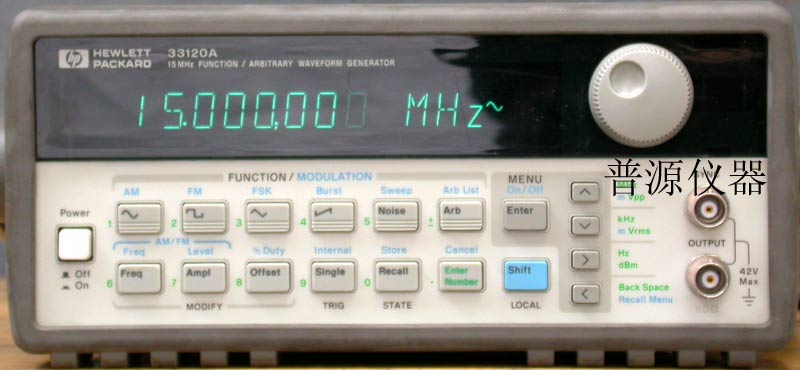 hp HEWLETT PACKARD 33120A
15 MHz FUNCTION / ARBITRARY WAVEFORM GENERATOR
15.000,000 MHz~
普源仪器
FUNCTION / MODULATION
MENU
On/Off
AM FM FSK Burst Sweep Arb List
1 2 3 4 5 Noise ± Arb
Enter
m Vpp
kHz
m Vrms
Hz
dBm
Back Space
Recall Menu
Power
Off
On
AM/FM
Freq Level % Duty Internal Store Cancel
6 Freq 7 Ampl 8 Offset 9 Single 0 Recall . Enter Number Shift
MODIFY TRIG STATE LOCAL
OUTPUT
42V
Max